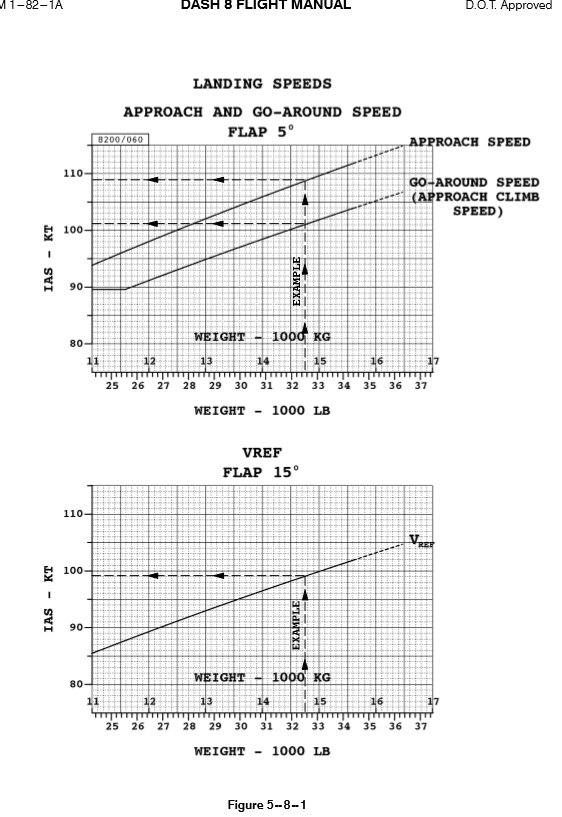 M 1-82-1A DASH 8 FLIGHT MANUAL D.O.T. Approved
LANDING SPEEDS
APPROACH AND GO-AROUND SPEED
FLAP 5°
8200/060
APPROACH SPEED
GO-AROUND SPEED
(APPROACH CLIMB
SPEED)
110
100
90
80
IAS - KT
EXAMPLE
WEIGHT - 1000 KG
11 12 13 14 15 16 17
25 26 27 28 29 30 31 32 33 34 35 36 37
WEIGHT - 1000 LB
VREF
FLAP 15°
110
100
90
80
IAS - KT
VREF
EXAMPLE
WEIGHT - 1000 KG
11 12 13 14 15 16 17
25 26 27 28 29 30 31 32 33 34 35 36 37
WEIGHT - 1000 LB
Figure 5-8-1